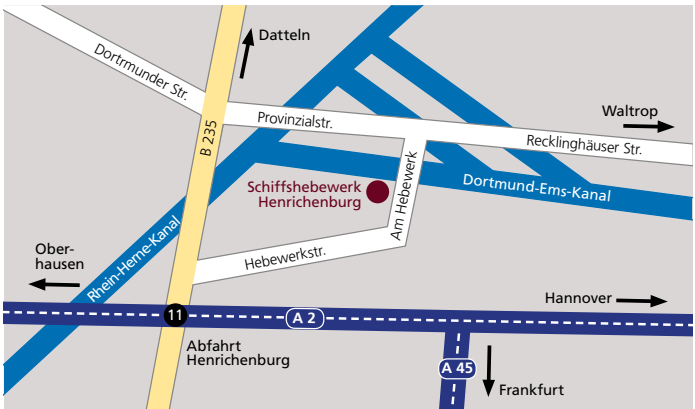 Datteln
Dortmunder Str.
Waltrop
Provinzialstr.
Recklinghäuser Str.
B 235
Schiffshebewerk
Henrichenburg
Dortmund-Ems-Kanal
Am Hebewerk
Rhein-Herne-Kanal
Ober-
hausen
Hebewerkstr.
Hannover
11
A 2
Abfahrt
Henrichenburg
A 45
Frankfurt